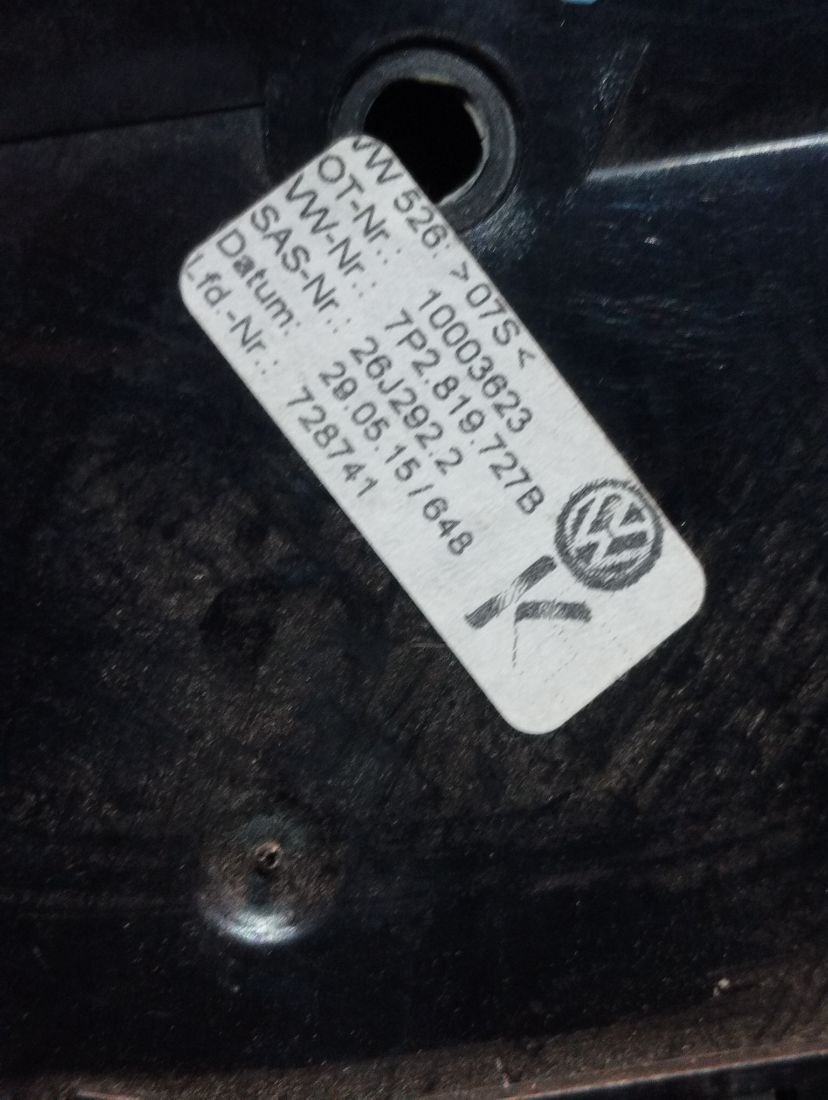 VW 526: >07S<
OT-Nr.: 10003623
VW-Nr.: 7P2.819.727B
SAS-Nr.: 26J292.2
Datum: 29.05.15 / 648
Lfd.-Nr.: 728741